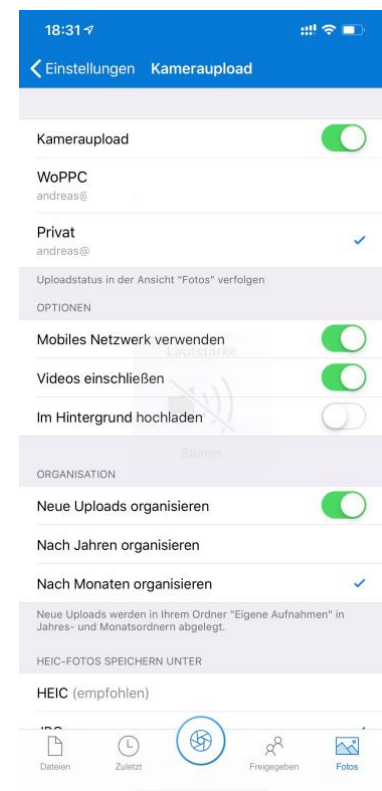 18:31
Einstellungen Kameraupload
Kameraupload
WoPPC
andreas@
Privat
andreas@
Uploadstatus in der Ansicht "Fotos" verfolgen
OPTIONEN
Mobiles Netzwerk verwenden
Lautstärke
Videos einschließen
Im Hintergrund hochladen
Stumm
ORGANISATION
Neue Uploads organisieren
Nach Jahren organisieren
Nach Monaten organisieren
Neue Uploads werden in Ihrem Ordner "Eigene Aufnahmen" in
Jahres- und Monatsordnern abgelegt.
HEIC-FOTOS SPEICHERN UNTER
HEIC (empfohlen)
Dateien Zuletzt Freigegeben Fotos